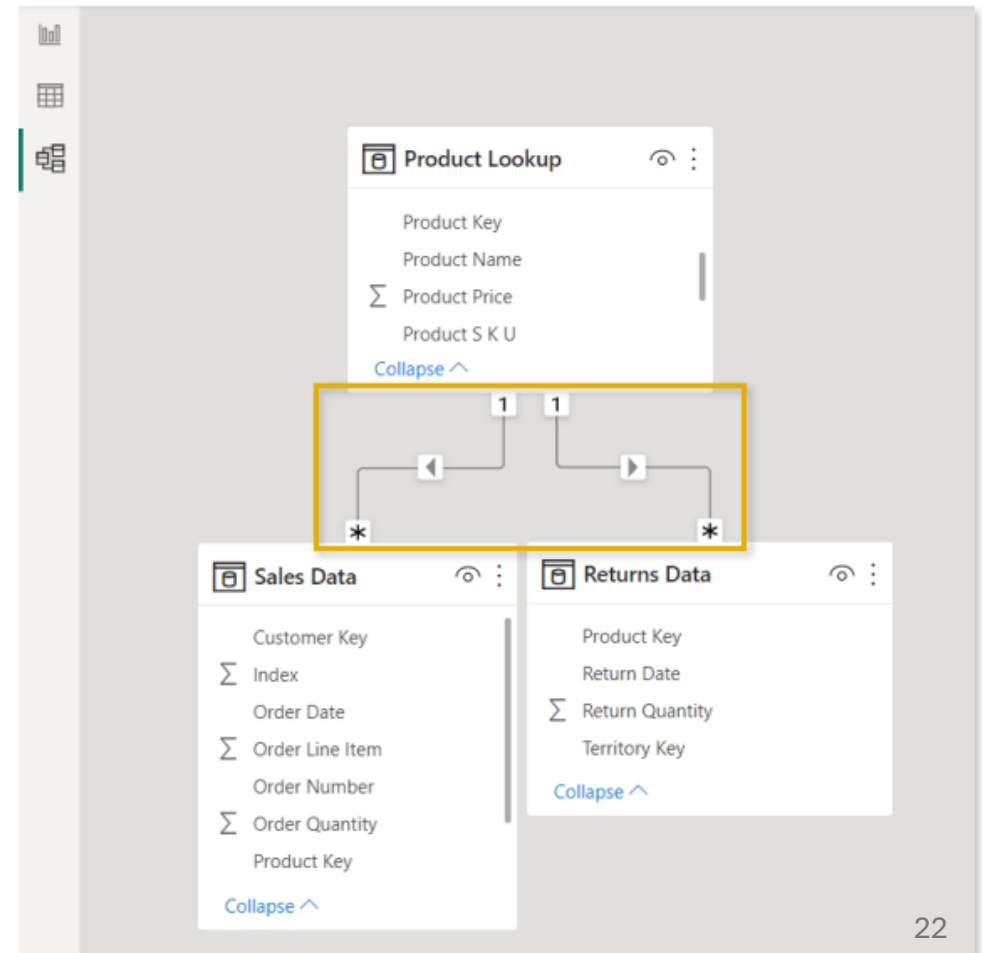 Product Lookup
Product Key
Product Name
Product Price
Product S K U
Collapse
1 1
* *
Sales Data
Customer Key
Index
Order Date
Order Line Item
Order Number
Order Quantity
Product Key
Collapse
Returns Data
Product Key
Return Date
Return Quantity
Territory Key
Collapse
22